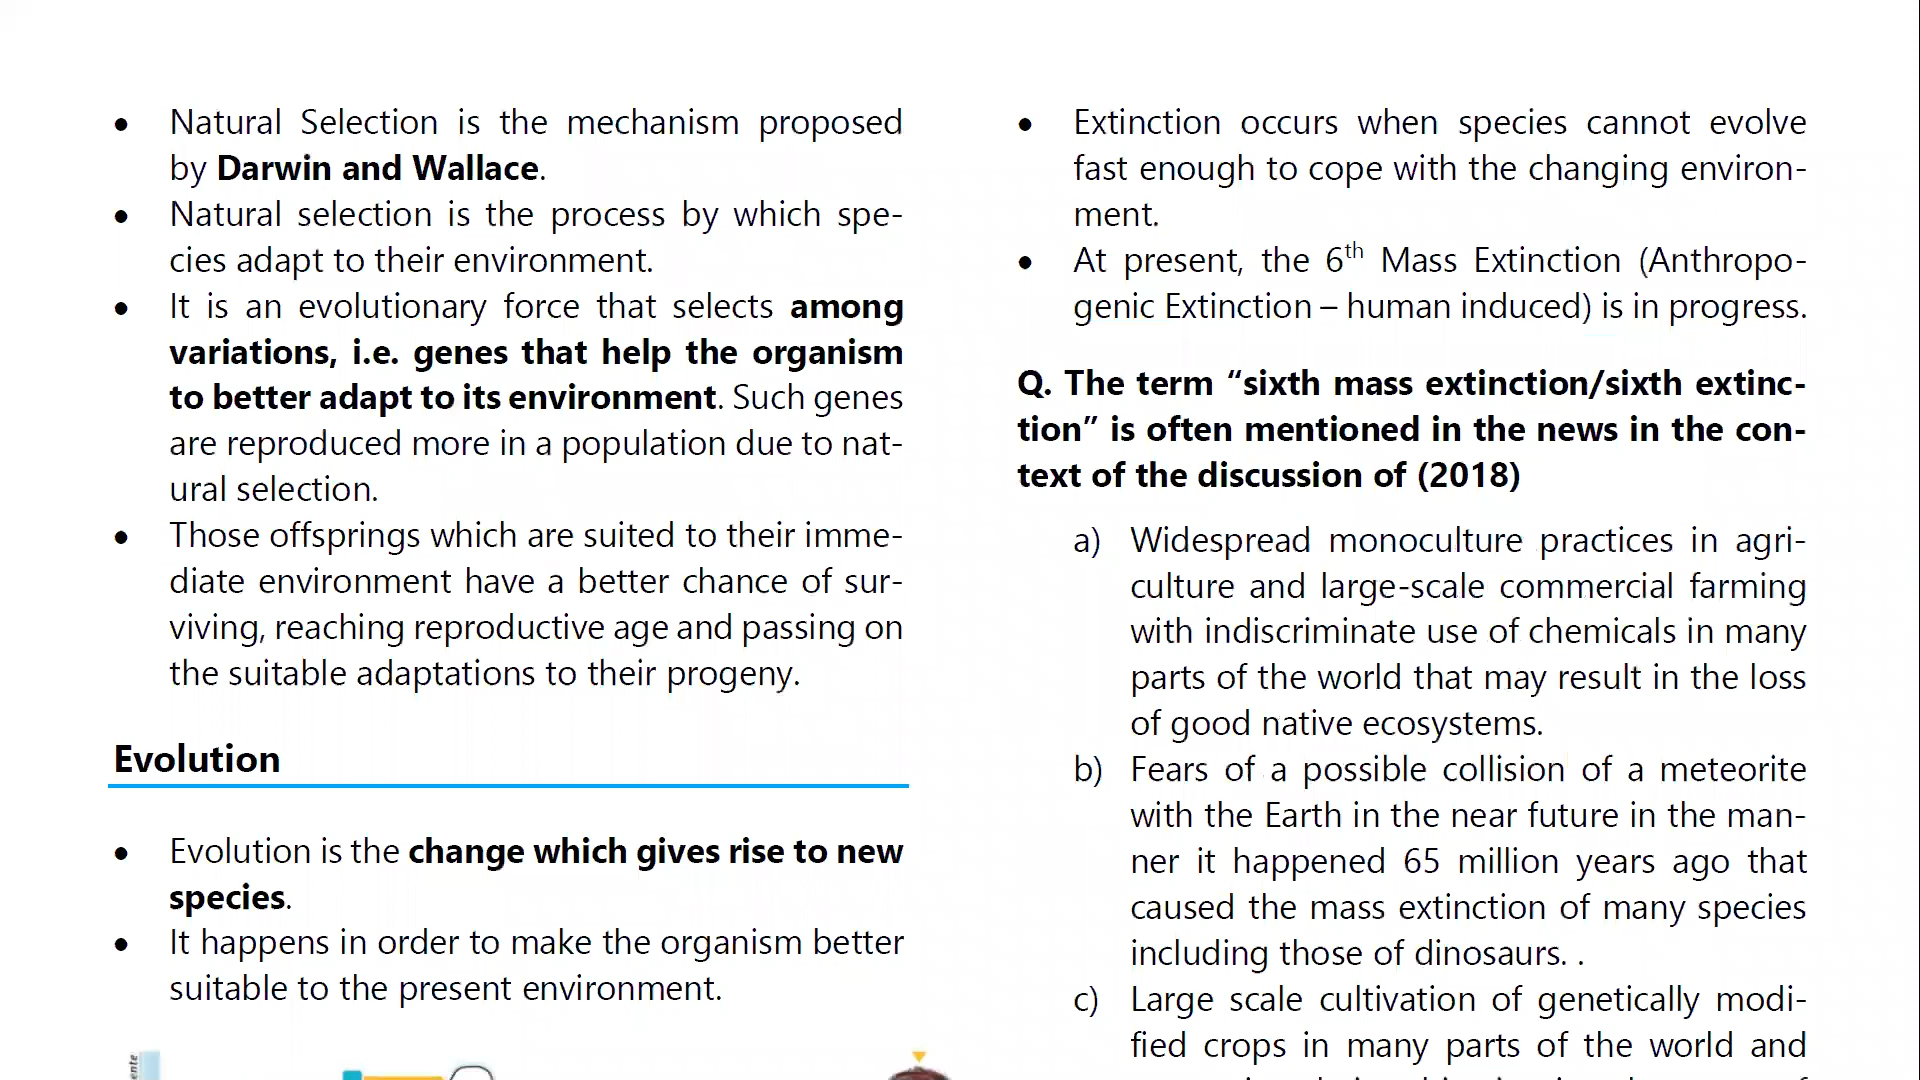 • Natural Selection is the mechanism proposed
by Darwin and Wallace.
• Natural selection is the process by which spe-
cies adapt to their environment.
• It is an evolutionary force that selects among
variations, i.e. genes that help the organism
to better adapt to its environment. Such genes
are reproduced more in a population due to nat-
ural selection.
• Those offsprings which are suited to their imme-
diate environment have a better chance of sur-
viving, reaching reproductive age and passing on
the suitable adaptations to their progeny.
Evolution
• Evolution is the change which gives rise to new
species.
• It happens in order to make the organism better
suitable to the present environment.
• Extinction occurs when species cannot evolve
fast enough to cope with the changing environ-
ment.
• At present, the 6th Mass Extinction (Anthropo-
genic Extinction – human induced) is in progress.
Q. The term “sixth mass extinction/sixth extinc-
tion” is often mentioned in the news in the con-
text of the discussion of (2018)
a) Widespread monoculture practices in agri-
culture and large-scale commercial farming
with indiscriminate use of chemicals in many
parts of the world that may result in the loss
of good native ecosystems.
b) Fears of a possible collision of a meteorite
with the Earth in the near future in the man-
ner it happened 65 million years ago that
caused the mass extinction of many species
including those of dinosaurs. .
c) Large scale cultivation of genetically modi-
fied crops in many parts of the world and